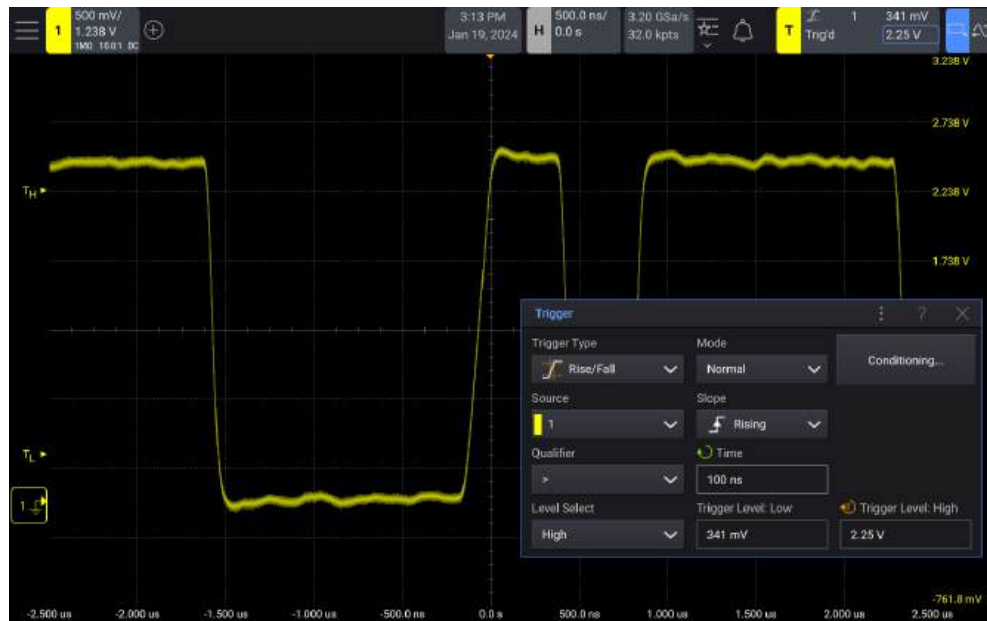 1 500 mV/
1.238 V
1MΩ 10.0:1 DC
3:13 PM
Jan 19, 2024
H 500.0 ns/
0.0 s
3.20 GSa/s
32.0 kpts
T 1 341 mV
Trig'd 2.25 V
3.238 V
2.738 V
TH
2.238 V
1.738 V
Trigger ?
Trigger Type Mode
Rise/Fall Normal Conditioning...
Source Slope
1 Rising
Qualifier Time
> 100 ns
Level Select Trigger Level: Low Trigger Level: High
High 341 mV 2.25 V
TL
1
-761.8 mV
-2.500 us -2.000 us -1.500 us -1.000 us -500.0 ns 0.0 s 500.0 ns 1.000 us 1.500 us 2.000 us 2.500 us